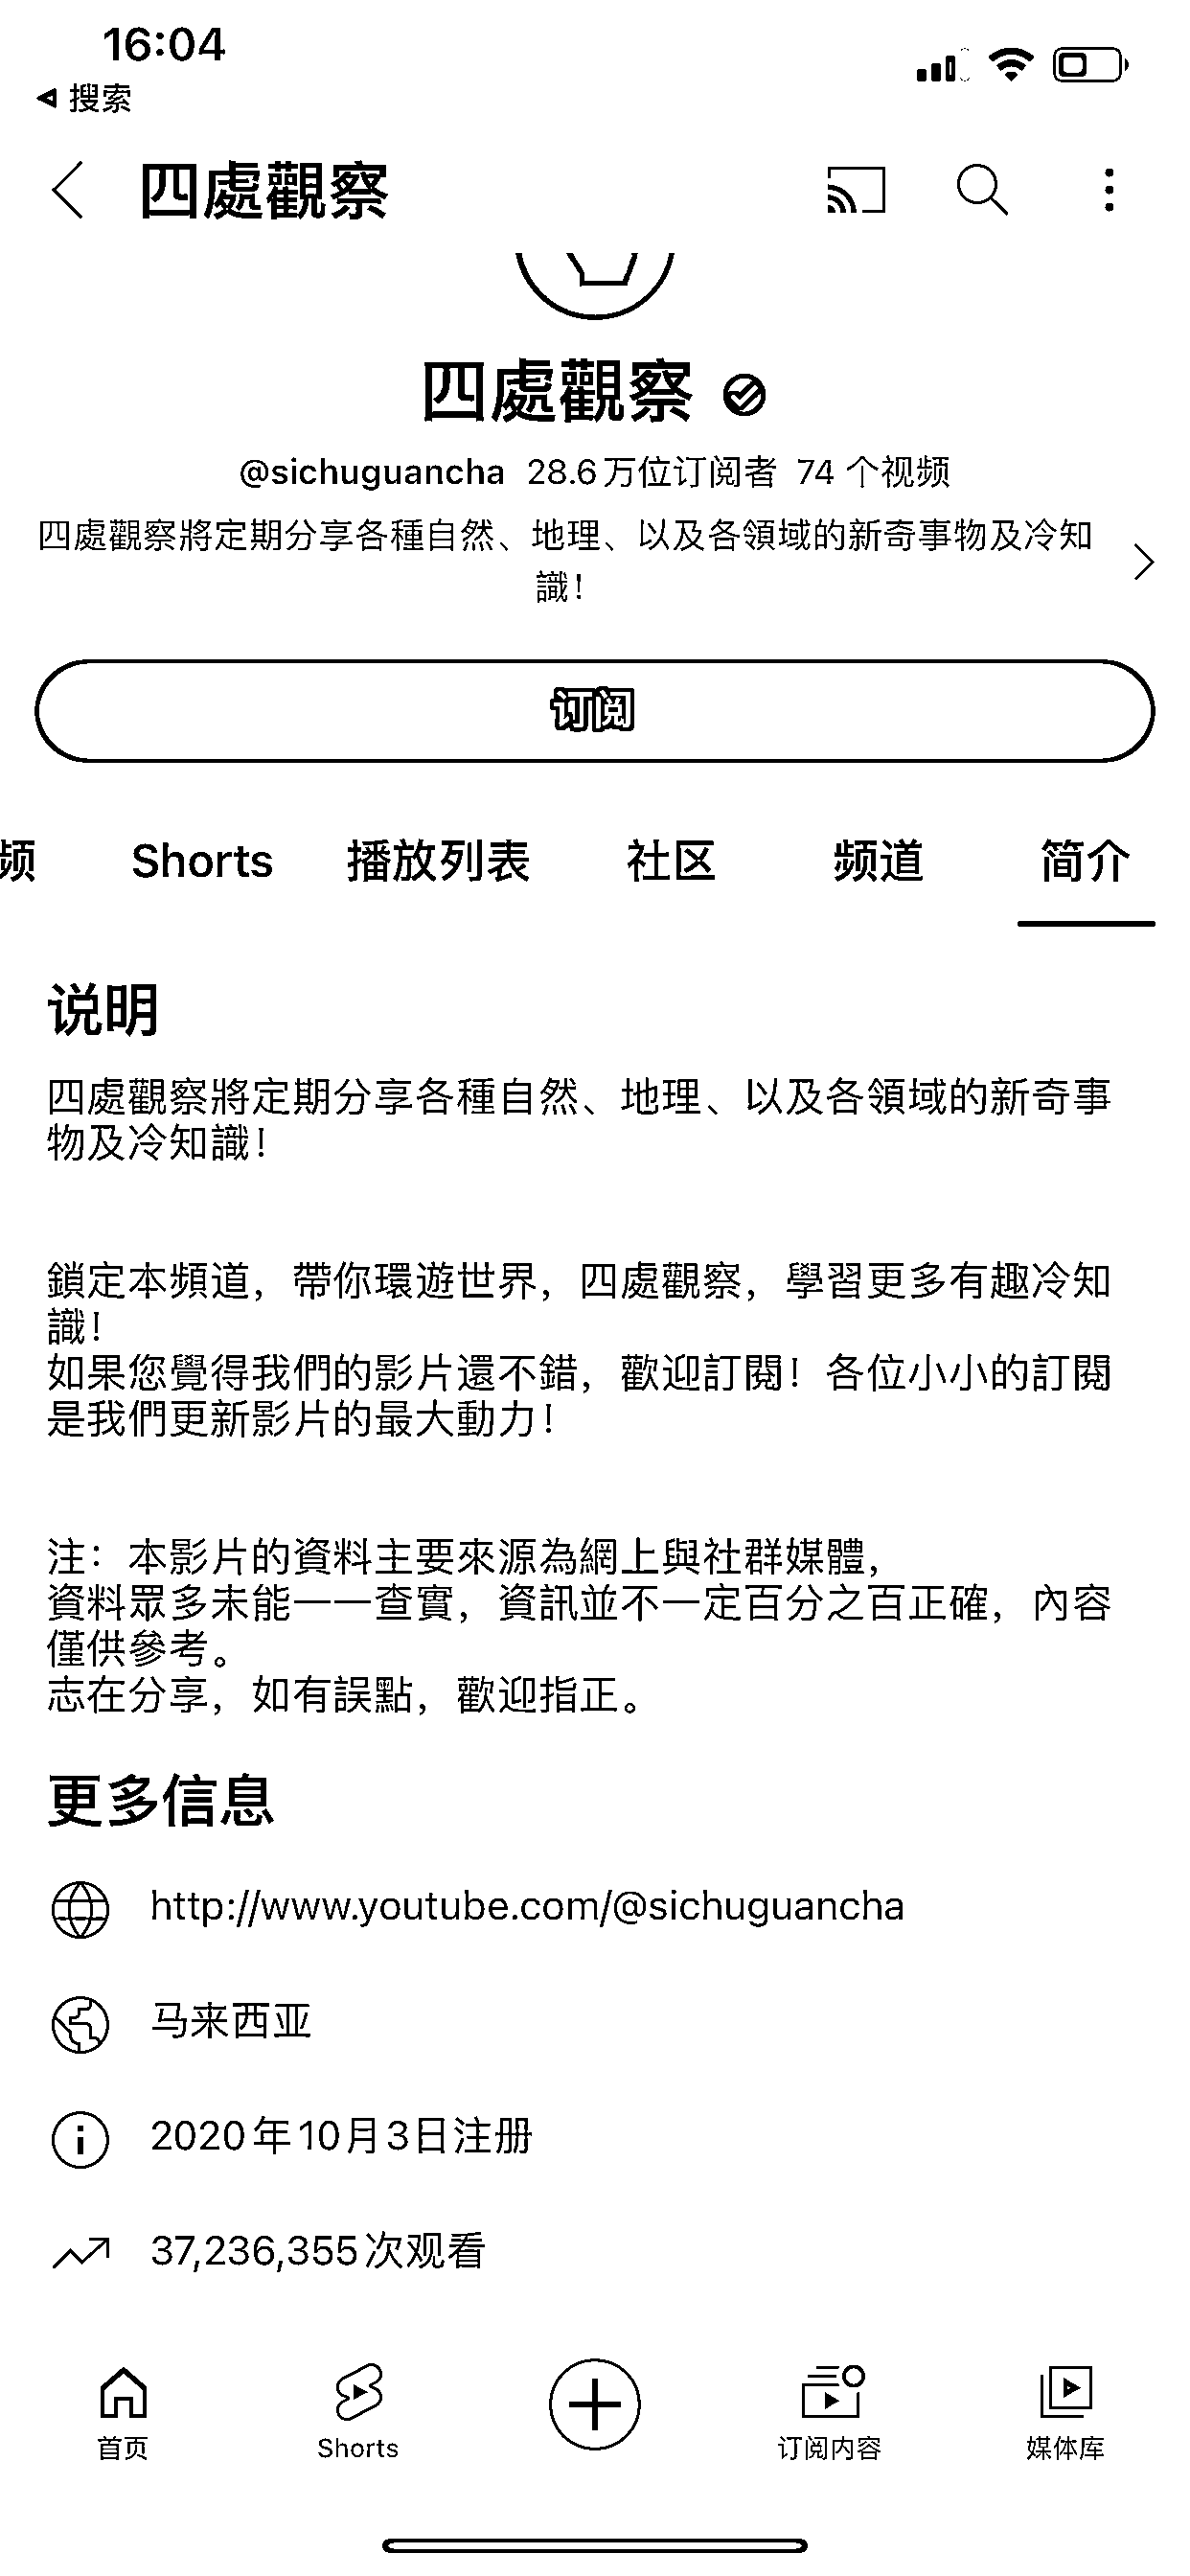 16:04
搜索
四處觀察
四處觀察
@sichuguancha 28.6万位订阅者 74 个视频
四處觀察將定期分享各種自然、地理、以及各領域的新奇事物及冷知
識！
订阅
频 Shorts 播放列表 社区 频道 简介
说明
四處觀察將定期分享各種自然、地理、以及各領域的新奇事
物及冷知識！
鎖定本頻道，帶你環遊世界，四處觀察，學習更多有趣冷知
識！
如果您覺得我們的影片還不錯，歡迎訂閱！各位小小的訂閱
是我們更新影片的最大動力！
注：本影片的資料主要來源為網上與社群媒體，
資料眾多未能一一查實，資訊並不一定百分之百正確，內容
僅供參考。
志在分享，如有誤點，歡迎指正。
更多信息
http://www.youtube.com/@sichuguancha
马来西亚
2020年10月3日注册
37,236,355次观看
首页 Shorts 订阅内容 媒体库